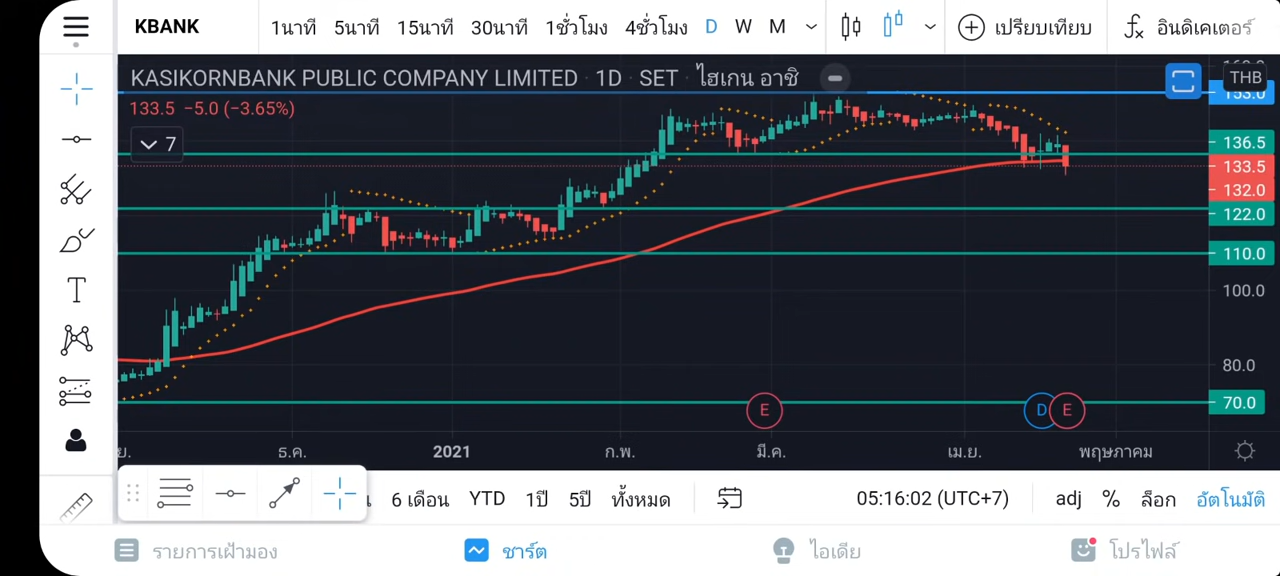 KBANK 1นาที 5นาที 15นาที 30นาที 1ชั่วโมง 4ชั่วโมง D W M เปรียบเทียบ fx อินดิเคเตอร์
KASIKORNBANK PUBLIC COMPANY LIMITED · 1D · SET · ไฮเกน อาชิ THB
153.0
133.5 −5.0 (−3.65%)
7
136.5
133.5
132.0
122.0
110.0
100.0
80.0
70.0
E D E
ธ.ค. 2021 ก.พ. มี.ค. เม.ย. พฤษภาคม
T
6 เดือน YTD 1ปี 5ปี ทั้งหมด 05:16:02 (UTC+7) adj % ล็อก อัตโนมัติ
รายการเฝ้ามอง ชาร์ต ไอเดีย โปรไฟล์